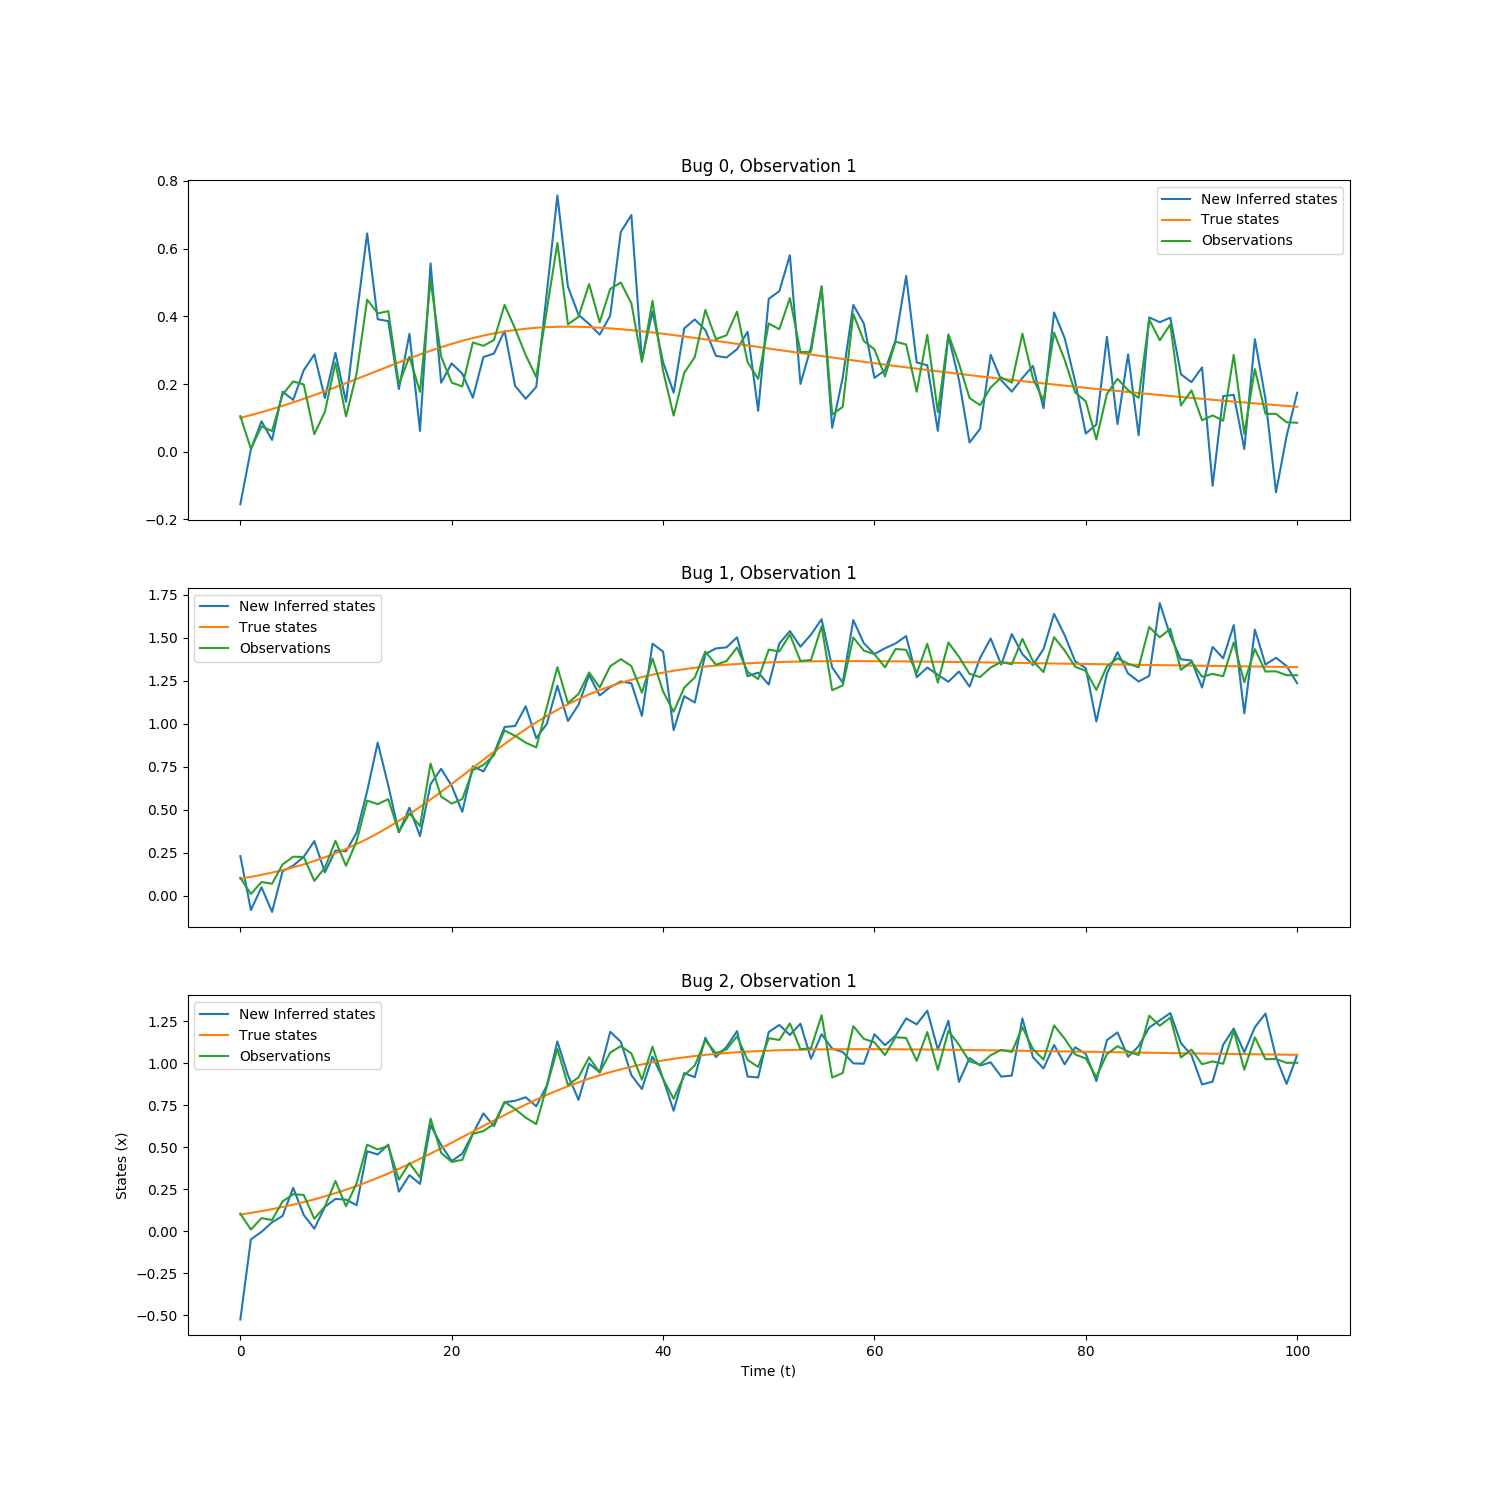 Bug 0, Observation 1
0.8
0.6
0.4
0.2
0.0
−0.2
New Inferred states
True states
Observations
Bug 1, Observation 1
1.75
1.50
1.25
1.00
0.75
0.50
0.25
0.00
New Inferred states
True states
Observations
Bug 2, Observation 1
1.25
1.00
0.75
0.50
0.25
0.00
−0.25
−0.50
New Inferred states
True states
Observations
States (x)
0 20 40 60 80 100
Time (t)